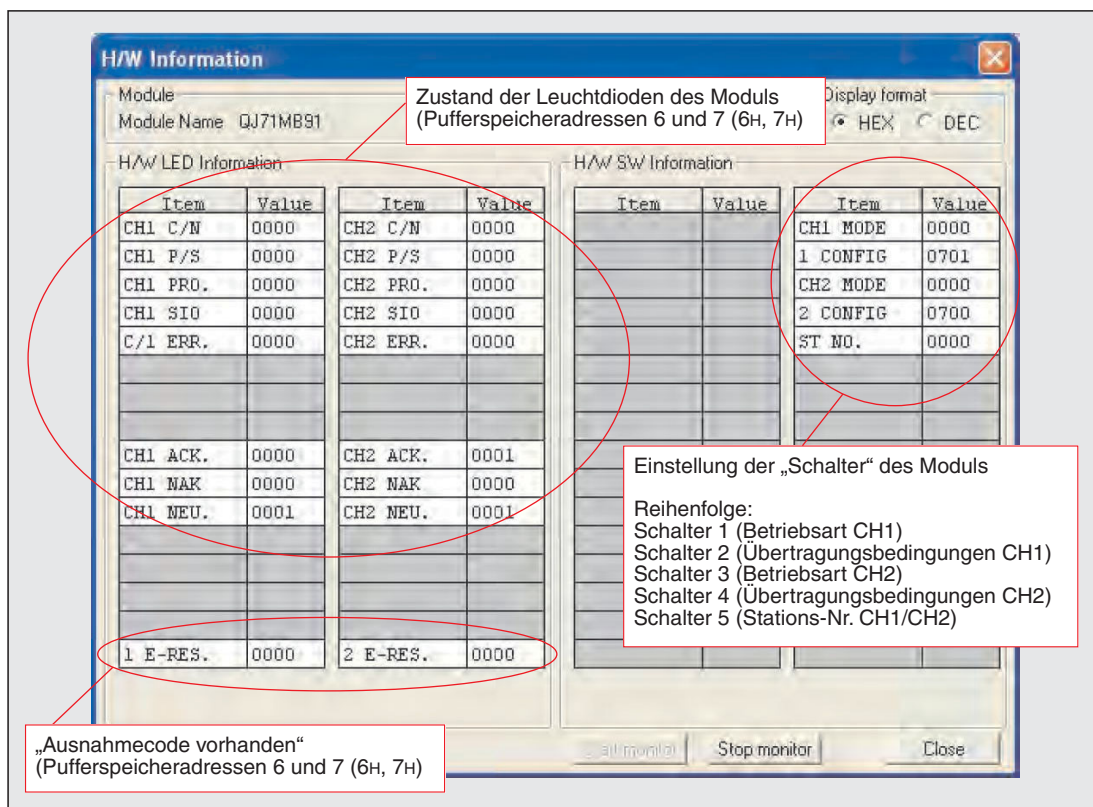 H/W Information
Module
Module Name QJ71MB91
Zustand der Leuchtdioden des Moduls
(Pufferspeicheradressen 6 und 7 (6H, 7H)
Display format
HEX DEC
H/W LED Information
H/W SW Information
Item Value Item Value Item Value Item Value
CH1 C/N 0000 CH2 C/N 0000 CH1 MODE 0000
CH1 P/S 0000 CH2 P/S 0000 1 CONFIG 0701
CH1 PRO. 0000 CH2 PRO. 0000 CH2 MODE 0000
CH1 SIO 0000 CH2 SIO 0000 2 CONFIG 0700
C/1 ERR. 0000 CH2 ERR. 0000 ST NO. 0000
CH1 ACK. 0000 CH2 ACK. 0001
CH1 NAK 0000 CH2 NAK 0000
CH1 NEU. 0001 CH2 NEU. 0001
1 E-RES. 0000 2 E-RES. 0000
Einstellung der „Schalter“ des Moduls
Reihenfolge:
Schalter 1 (Betriebsart CH1)
Schalter 2 (Übertragungsbedingungen CH1)
Schalter 3 (Betriebsart CH2)
Schalter 4 (Übertragungsbedingungen CH2)
Schalter 5 (Stations-Nr. CH1/CH2)
„Ausnahmecode vorhanden“
(Pufferspeicheradressen 6 und 7 (6H, 7H)
monitor Stop monitor Close